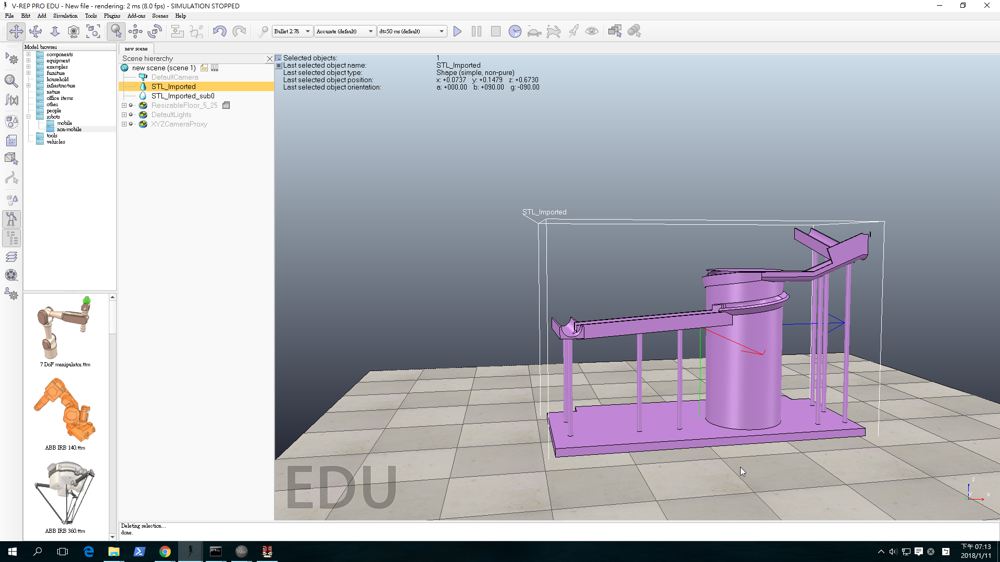 V-REP PRO EDU - New file - rendering: 2 ms (8.0 fps) - SIMULATION STOPPED
File Edit Add Simulation Tools Plugins Add-ons Scenes Help
Bullet 2.78 Accurate (default) dt=50 ms (default)
Model browser
components
equipment
examples
furniture
household
infrastructure
nature
office items
other
people
robots
mobile
non-mobile
tools
vehicles
7 DoF manipulator.ttm
ABB IRB 140.ttm
ABB IRB 360.ttm
new scene
Scene hierarchy
new scene (scene 1)
DefaultCamera
STL_Imported
STL_Imported_sub0
ResizableFloor_5_25
DefaultLights
XYZCameraProxy
Selected objects: 1
Last selected object name: STL_Imported
Last selected object type: Shape (simple, non-pure)
Last selected object position: x: +0.0737 y: +0.1479 z: +0.6730
Last selected object orientation: a: +000.00 b: +090.00 g: -090.00
STL_Imported
EDU
z
y
x
Deleting selection...
done.
下午 07:13
2018/1/11